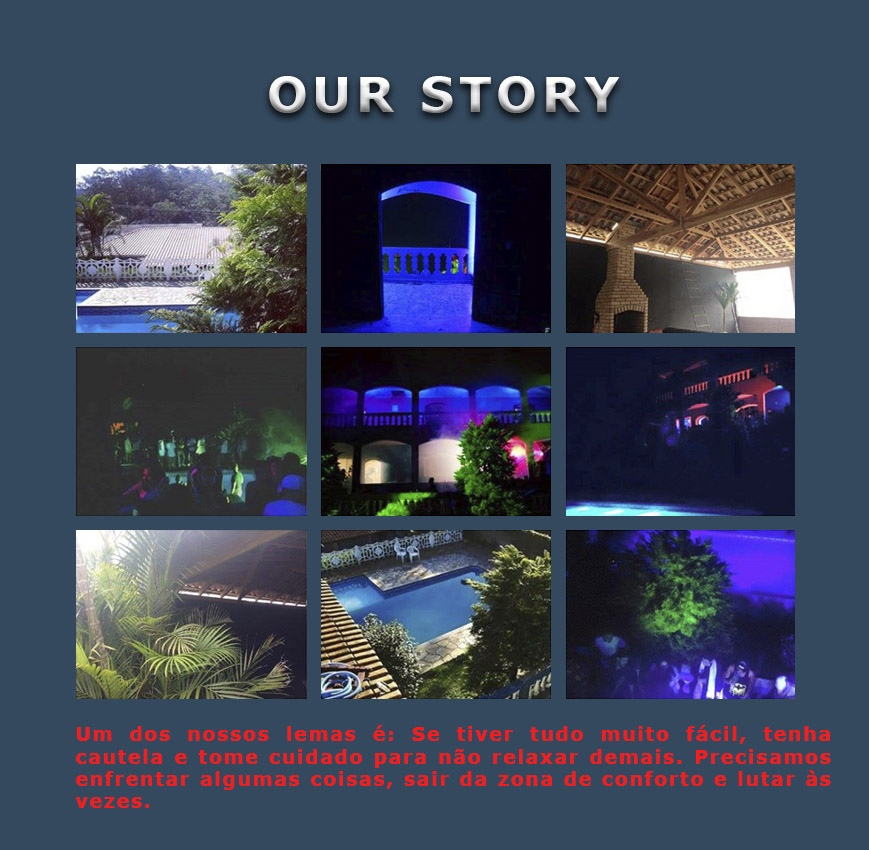 OUR STORY
Um dos nossos lemas é: Se tiver tudo muito fácil, tenha
cautela e tome cuidado para não relaxar demais. Precisamos
enfrentar algumas coisas, sair da zona de conforto e lutar às
vezes.